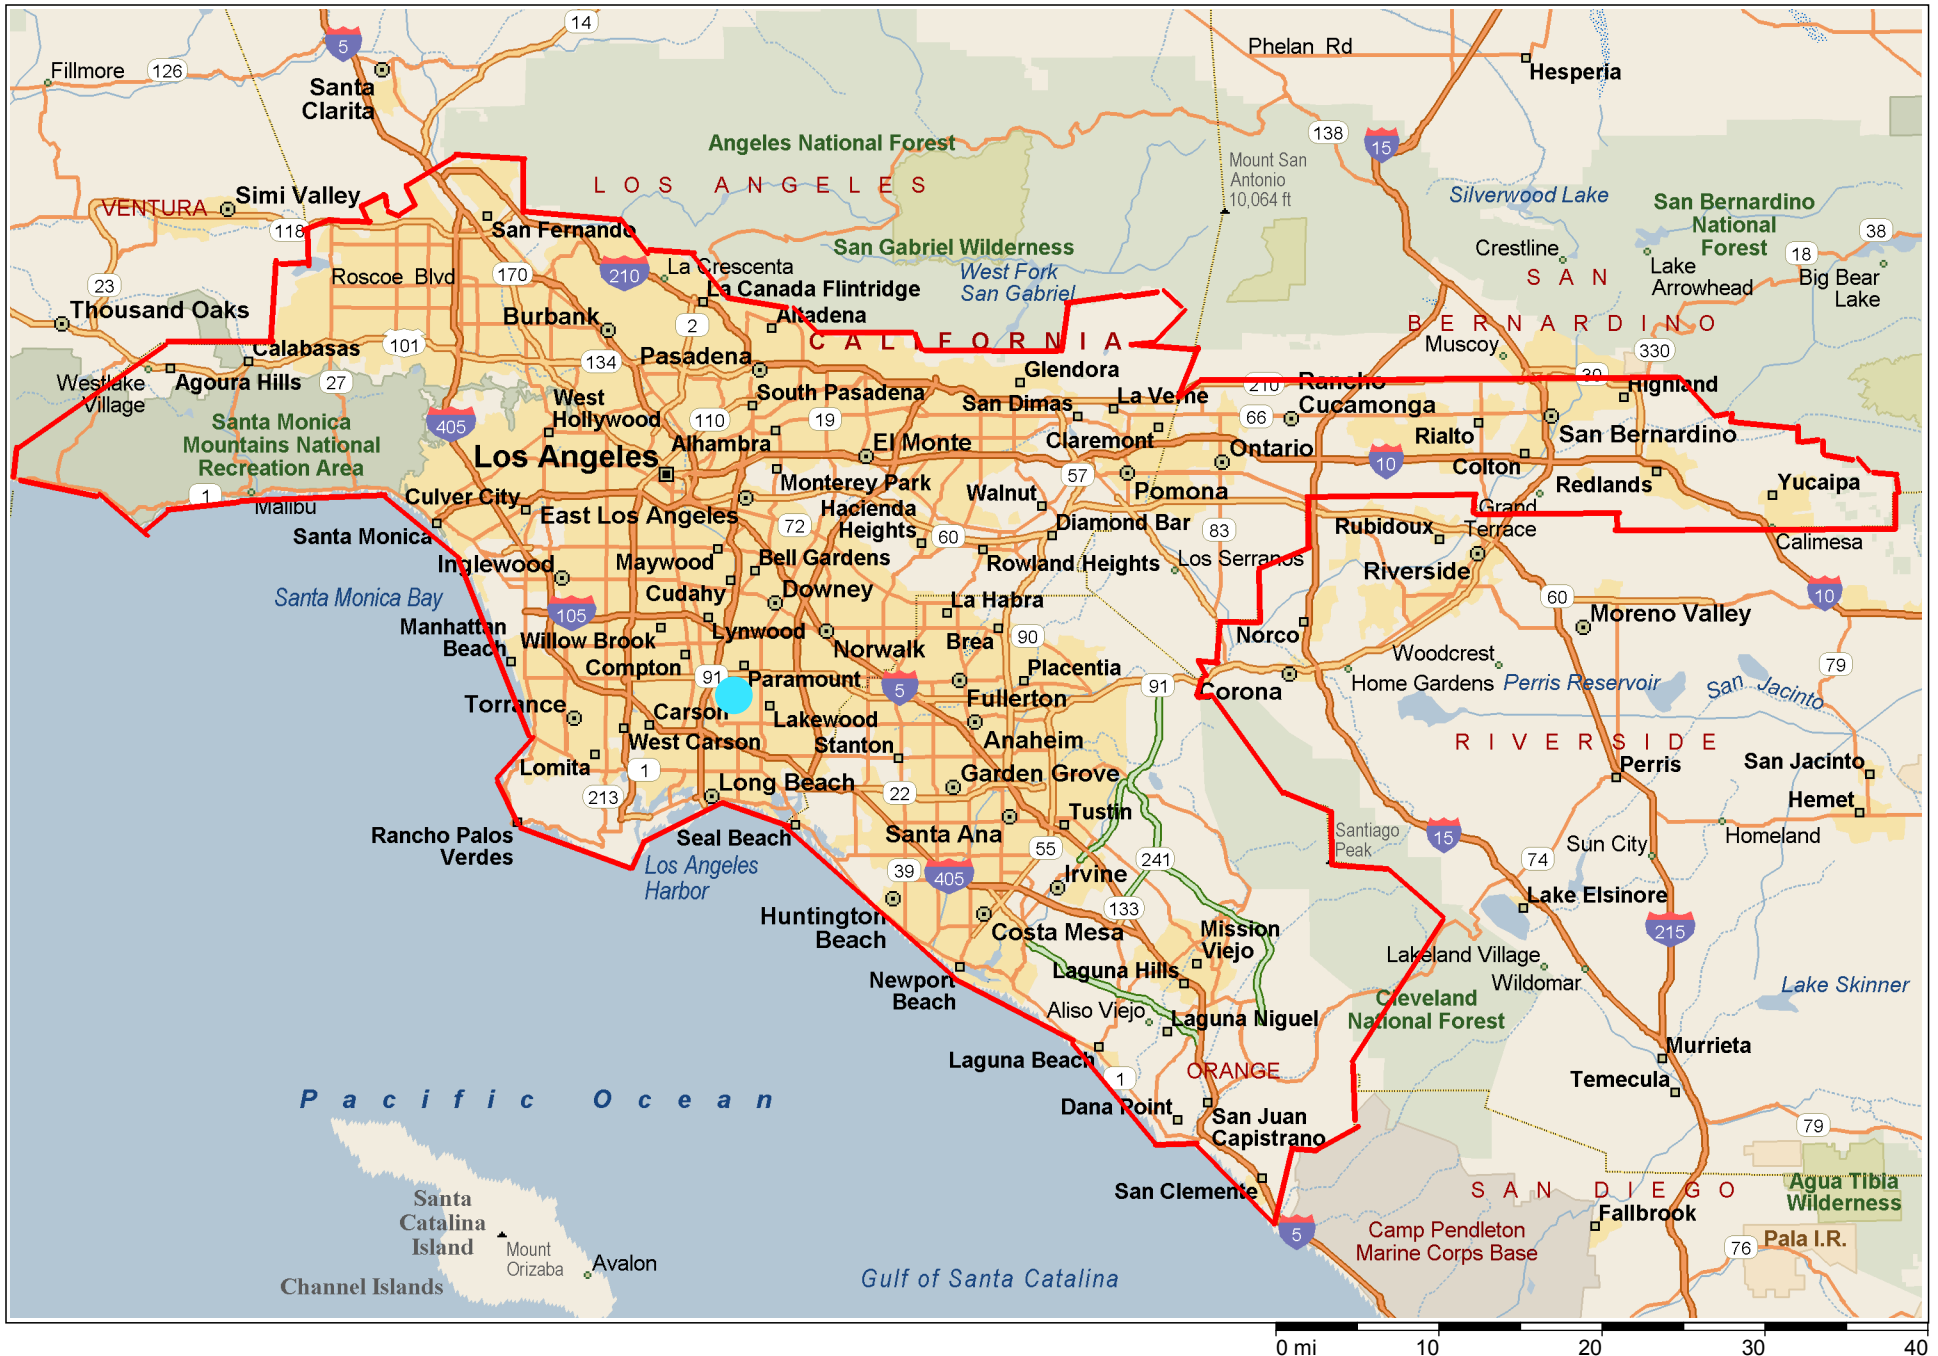 14
5
Phelan Rd
Fillmore
126
Hesperia
Santa
Clarita
138
15
Angeles National Forest
Mount San
Antonio
10,064 ft
LOS ANGELES
Silverwood Lake
San Bernardino
National
Forest
Simi Valley
VENTURA
118
San Fernando
38
San Gabriel Wilderness
Crestline
18
Lake
Arrowhead
Big Bear
Lake
Roscoe Blvd
170
210
La Crescenta
West Fork
San Gabriel
SAN
BERNARDINO
23
La Canada Flintridge
Thousand Oaks
Burbank
2
Altadena
CALIFORNIA
Muscoy
330
101
Calabasas
134
Pasadena
Glendora
Westlake
Village
Agoura Hills
27
South Pasadena
La Verne
210
Rancho
Cucamonga
30
Highland
West
Hollywood
110
19
San Dimas
66
405
Santa Monica
Mountains National
Recreation Area
Alhambra
El Monte
Claremont
Ontario
Rialto
San Bernardino
Los Angeles
10
Colton
57
1
Malibu
Culver City
Monterey Park
Walnut
Pomona
Redlands
Yucaipa
East Los Angeles
Hacienda
Heights
Grand
Terrace
Santa Monica
72
60
Diamond Bar
83
Rubidoux
Calimesa
Inglewood
Maywood
Bell Gardens
Rowland Heights
Los Serranos
Riverside
Santa Monica Bay
Cudahy
Downey
La Habra
60
10
105
Moreno Valley
Manhattan
Beach
Willow Brook
Lynwood
Norwalk
Brea
90
Norco
Compton
Placentia
Woodcrest
79
91
Paramount
5
91
Corona
Home Gardens
Perris Reservoir
San Jacinto
Torrance
Carson
Lakewood
Fullerton
West Carson
Stanton
Anaheim
RIVERSIDE
Lomita
1
Long Beach
Garden Grove
Perris
San Jacinto
213
22
Hemet
Rancho Palos
Verdes
Seal Beach
Santa Ana
Tustin
Santiago
Peak
15
Homeland
Los Angeles
Harbor
39
405
55
241
Sun City
74
Irvine
Lake Elsinore
133
Huntington
Beach
Costa Mesa
Mission
Viejo
215
Newport
Beach
Laguna Hills
Lakeland Village
Wildomar
Lake Skinner
Aliso Viejo
Laguna Niguel
Cleveland
National Forest
Laguna Beach
Murrieta
1
ORANGE
Temecula
Pacific Ocean
Dana Point
San Juan
Capistrano
79
San Clemente
SAN DIEGO
Agua Tibia
Wilderness
Santa
Catalina
Island
Fallbrook
5
Camp Pendleton
Marine Corps Base
76
Pala I.R.
Mount
Orizaba
Avalon
Channel Islands
Gulf of Santa Catalina
0 mi 10 20 30 40